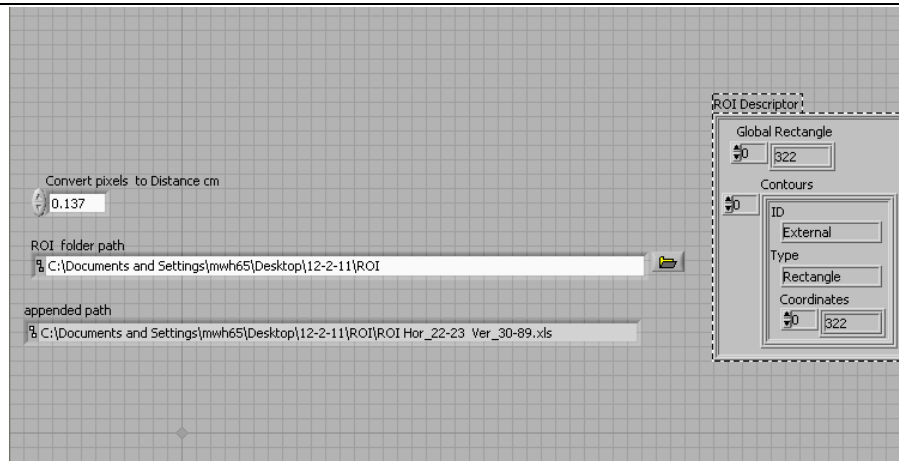 ROI Descriptor
Global Rectangle
0 322
Convert pixels to Distance cm
0.137
Contours
0
ID
External
Type
Rectangle
Coordinates
0 322
ROI folder path
C:\Documents and Settings\mwh65\Desktop\12-2-11\ROI
appended path
C:\Documents and Settings\mwh65\Desktop\12-2-11\ROI\ROI Hor_22-23 Ver_30-89.xls